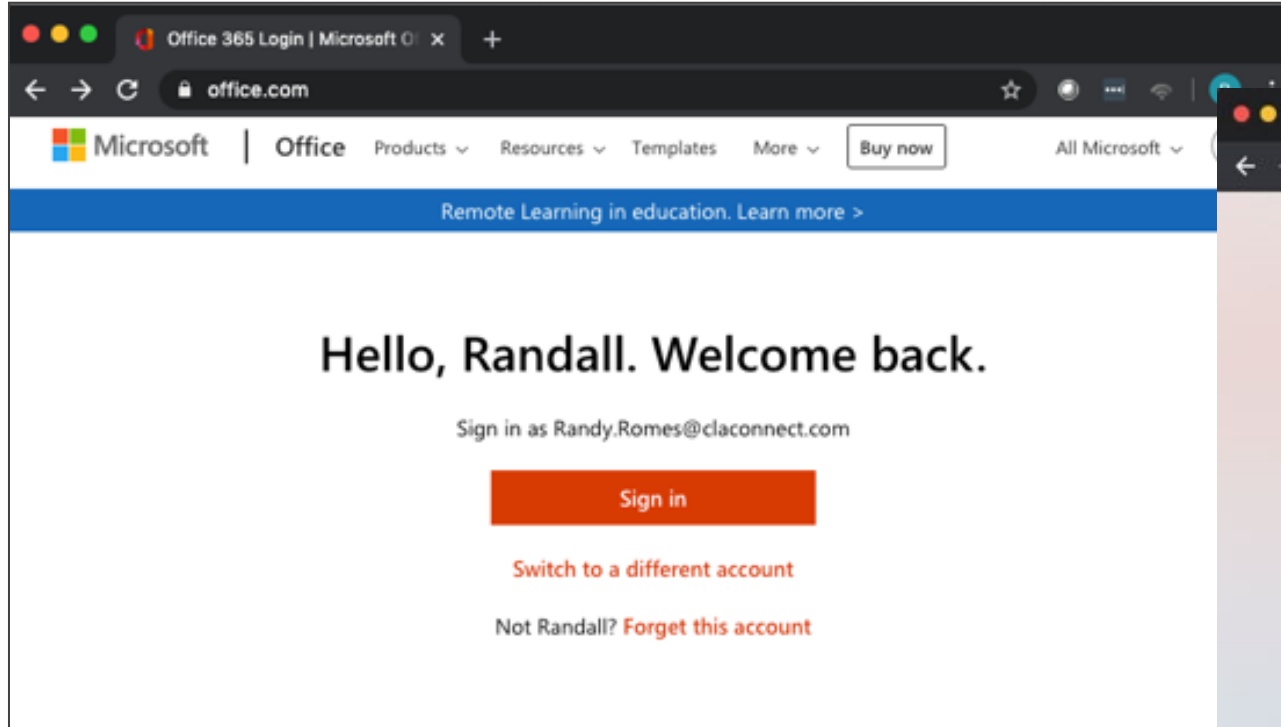 Office 365 Login | Microsoft O
office.com
Microsoft | Office Products Resources Templates More Buy now All Microsoft
Remote Learning in education. Learn more >
Hello, Randall. Welcome back.
Sign in as Randy.Romes@claconnect.com
Sign in
Switch to a different account
Not Randall? Forget this account